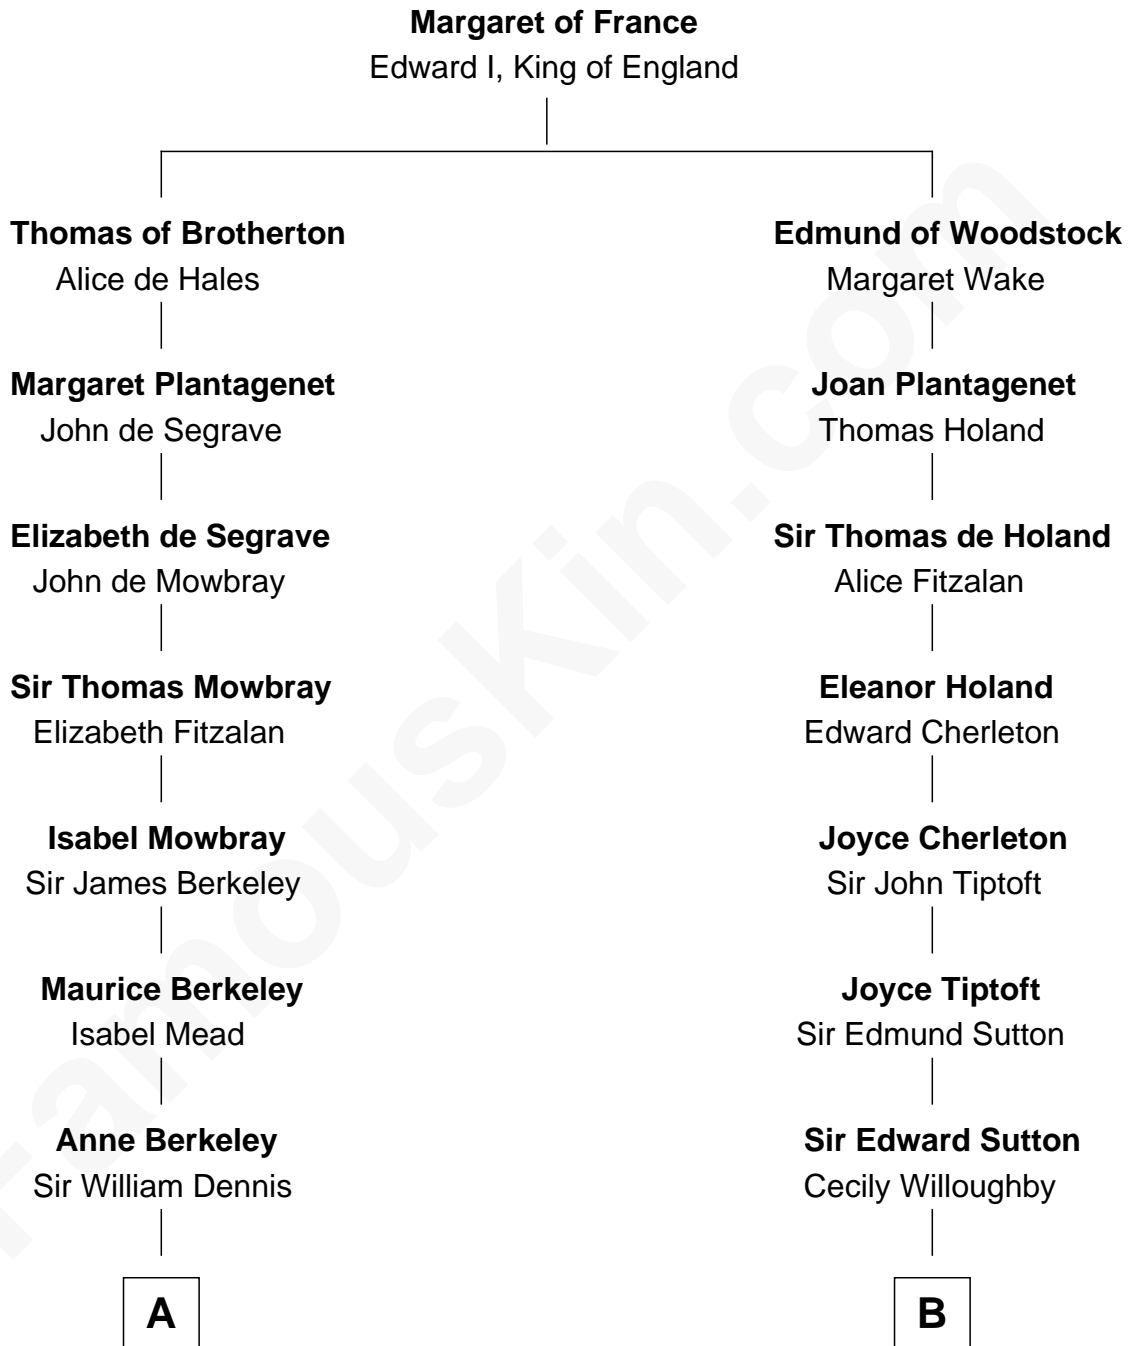 Margaret of France
Edward I, King of England
Thomas of Brotherton
Alice de Hales
Edmund of Woodstock
Margaret Wake
Margaret Plantagenet
John de Segrave
Joan Plantagenet
Thomas Holand
Elizabeth de Segrave
John de Mowbray
Sir Thomas de Holand
Alice Fitzalan
Sir Thomas Mowbray
Elizabeth Fitzalan
Eleanor Holand
Edward Cherleton
Isabel Mowbray
Sir James Berkeley
Joyce Cherleton
Sir John Tiptoft
Maurice Berkeley
Isabel Mead
Joyce Tiptoft
Sir Edmund Sutton
Anne Berkeley
Sir William Dennis
Sir Edward Sutton
Cecily Willoughby
A
B
FamousKin.com